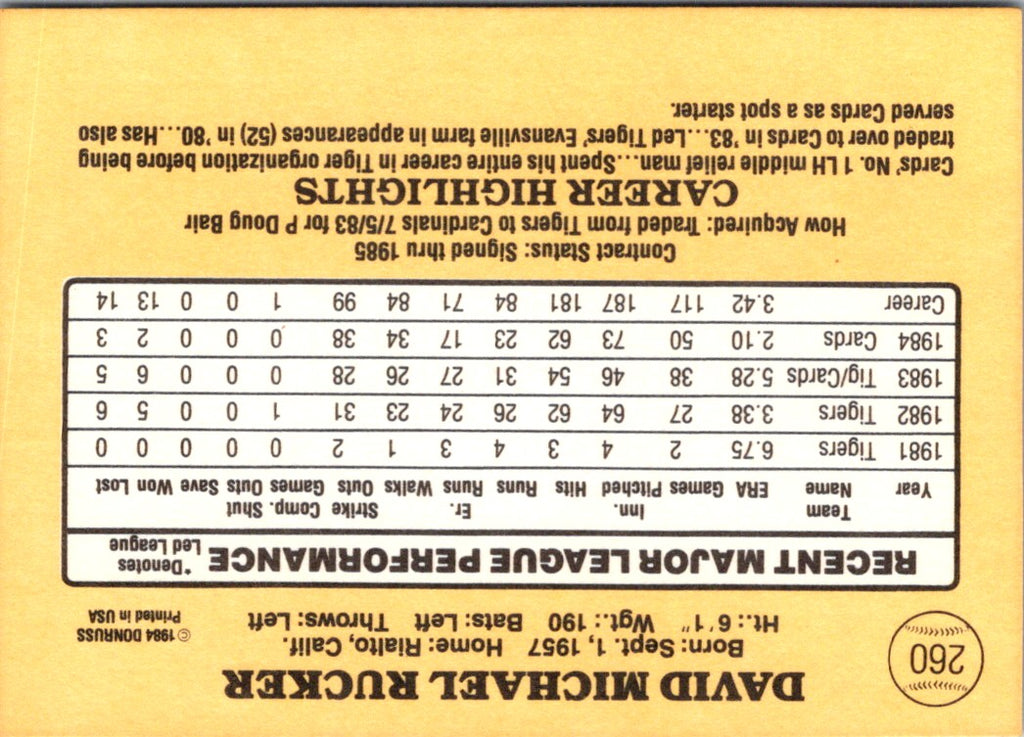 260
DAVID MICHAEL RUCKER
Born: Sept. 1, 1957 Home: Rialto, Calif.
Ht.: 6'1" Wgt.: 190 Bats: Left Throws: Left
© 1984 DONRUSS
Printed in USA
RECENT MAJOR LEAGUE PERFORMANCE
*Denotes
Led League
Team Inn. Er. Strike Comp. Shut
Year Name ERA Games Pitched Hits Runs Runs Walks Outs Games Outs Save Won Lost
1981 Tigers 6.75 2 4 3 4 3 1 2 0 0 0 0 0
1982 Tigers 3.38 27 64 62 26 24 23 31 1 0 0 5 6
1983 Tig/Cards 5.28 38 46 54 31 27 26 28 0 0 0 6 5
1984 Cards 2.10 50 73 62 23 17 34 38 0 0 0 2 3
Career 3.42 117 187 181 84 71 84 99 1 0 0 13 14
Contract Status: Signed thru 1985
How Acquired: Traded from Tigers to Cardinals 7/5/83 for P Doug Bair
CAREER HIGHLIGHTS
Cards' No. 1 LH middle relief man...Spent his entire career in Tiger organization before being
traded over to Cards in '83...Led Tigers' Evansville farm in appearances (52) in '80...Has also
served Cards as a spot starter.